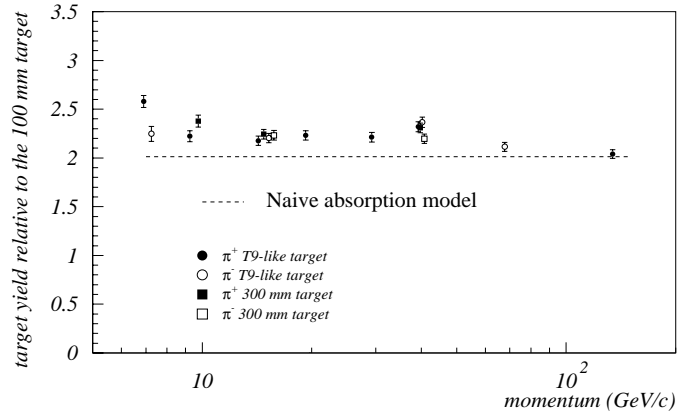 target yield relative to the 100 mm target
3.5
3
2.5
2
1.5
1
0.5
0
Naive absorption model
π+ T9-like target
π- T9-like target
π+ 300 mm target
π- 300 mm target
10
10²
momentum (GeV/c)